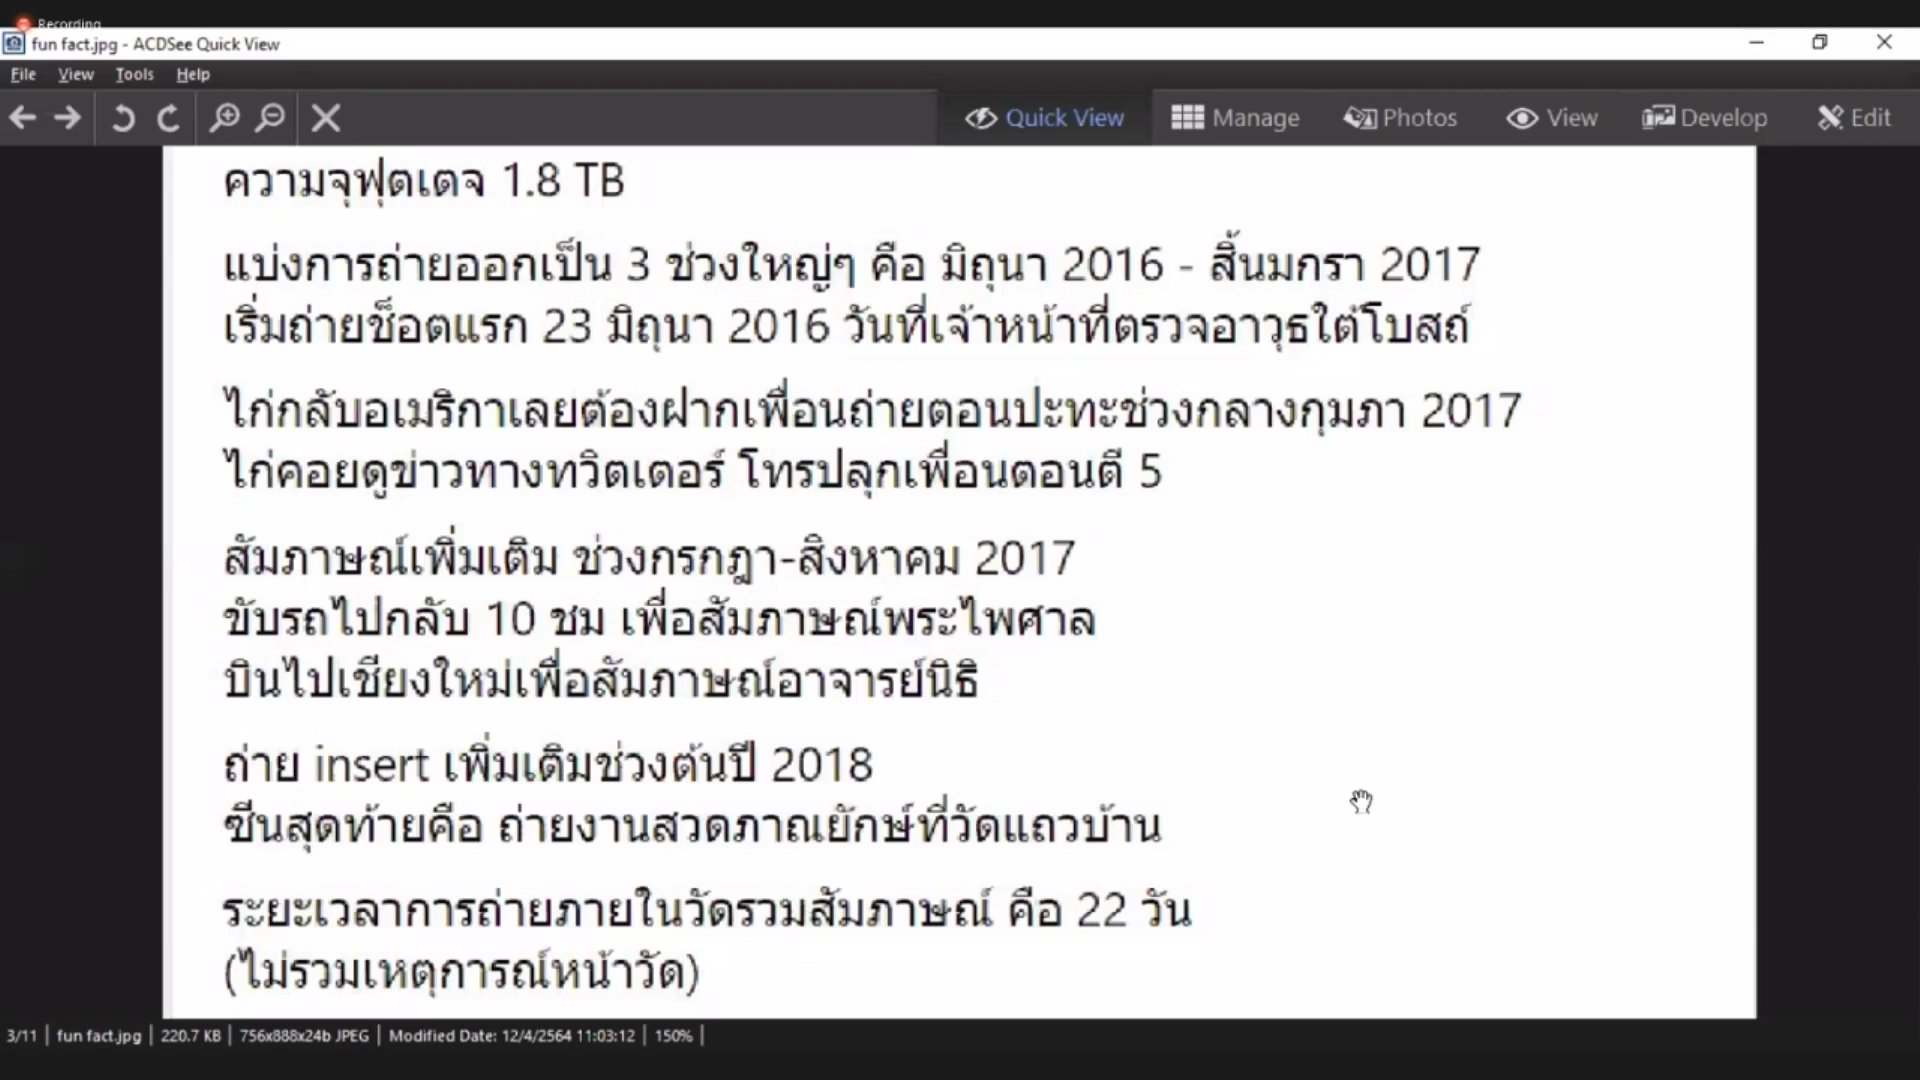 Recording
fun fact.jpg - ACDSee Quick View
File View Tools Help
Quick View Manage Photos View Develop Edit
ความจุฟุตเตจ 1.8 TB
แบ่งการถ่ายออกเป็น 3 ช่วงใหญ่ๆ คือ มิถุนา 2016 - สิ้นมกรา 2017
เริ่มถ่ายช็อตแรก 23 มิถุนา 2016 วันที่เจ้าหน้าที่ตรวจอาวุธใต้โบสถ์
ไก่กลับอเมริกาเลยต้องฝากเพื่อนถ่ายตอนปะทะช่วงกลางกุมภา 2017
ไก่คอยดูข่าวทางทวิตเตอร์ โทรปลุกเพื่อนตอนตี 5
สัมภาษณ์เพิ่มเติม ช่วงกรกฎา-สิงหาคม 2017
ขับรถไปกลับ 10 ชม เพื่อสัมภาษณ์พระไพศาล
บินไปเชียงใหม่เพื่อสัมภาษณ์อาจารย์นิธิ
ถ่าย insert เพิ่มเติมช่วงต้นปี 2018
ซีนสุดท้ายคือ ถ่ายงานสวดภาณยักษ์ที่วัดแถวบ้าน
ระยะเวลาการถ่ายภายในวัดรวมสัมภาษณ์ คือ 22 วัน
(ไม่รวมเหตุการณ์หน้าวัด)
3/11 | fun fact.jpg | 220.7 KB | 756x888x24b JPEG | Modified Date: 12/4/2564 11:03:12 | 150% |